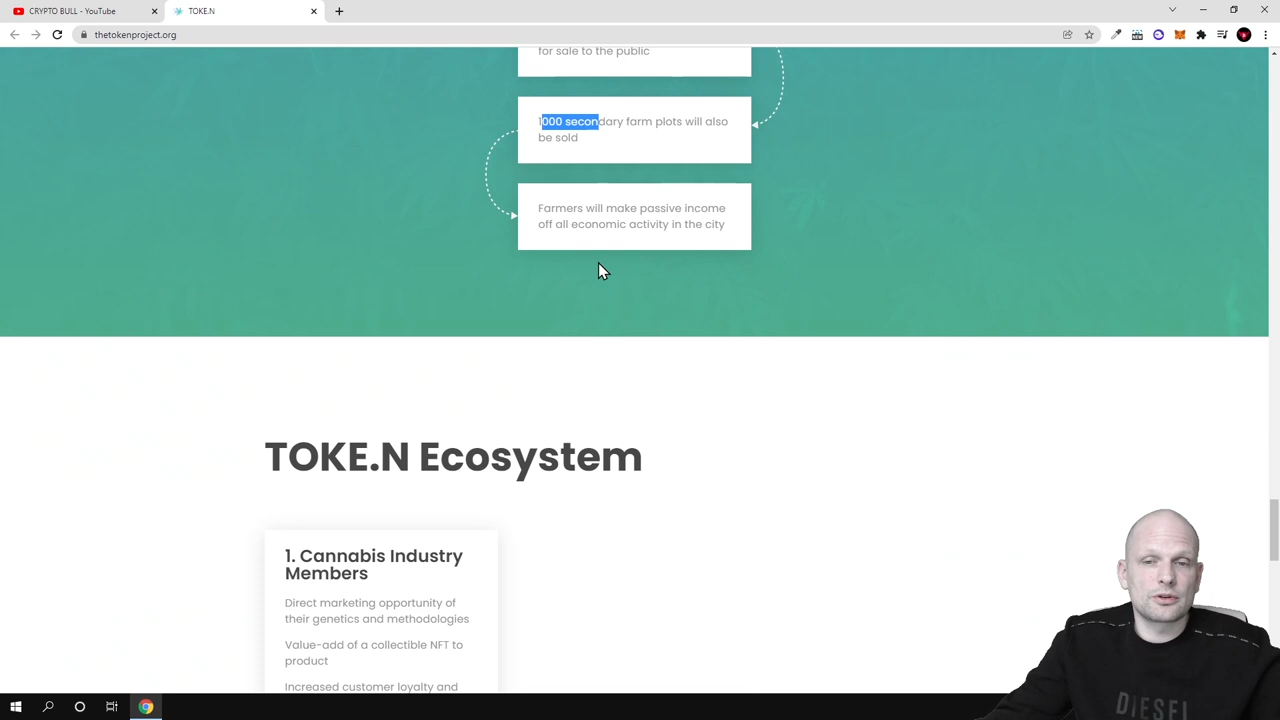 CRYPTO BULL - YouTube
TOKE.N
thetokenproject.org
for sale to the public
1000 secondary farm plots will also
be sold
Farmers will make passive income
off all economic activity in the city
TOKE.N Ecosystem
1. Cannabis Industry
Members
Direct marketing opportunity of
their genetics and methodologies
Value-add of a collectible NFT to
product
Increased customer loyalty and
DIESEL